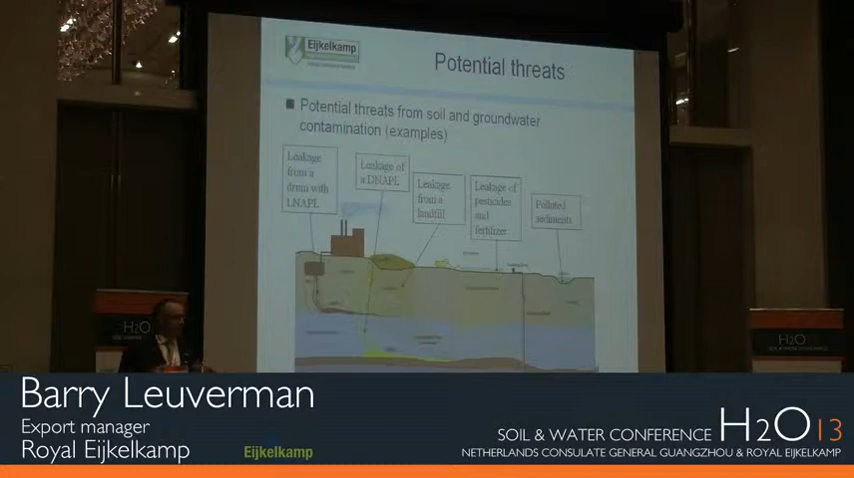 Eijkelkamp
Potential threats
Potential threats from soil and groundwater
contamination (examples)
Leakage
from a
drum with
LNAPL
Leakage of
a DNAPL
Leakage
from a
landfill
Leakage of
pesticides
and
fertilizer
Polluted
sediments
H2O
H2O
Barry Leuverman
Export manager
Royal Eijkelkamp
Eijkelkamp
SOIL & WATER CONFERENCE H2O13
NETHERLANDS CONSULATE GENERAL GUANGZHOU & ROYAL EIJKELKAMP